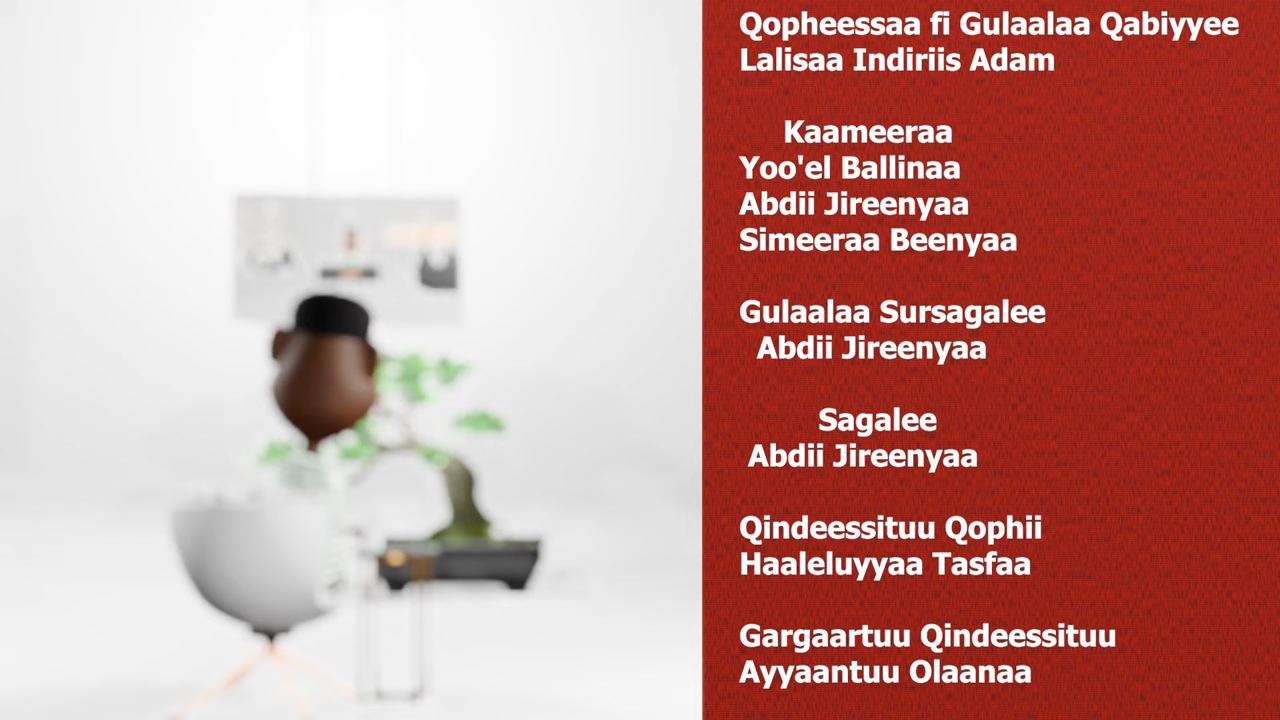 Qopheessaa fi Gulaalaa Qabiyyee
Lalisaa Indiriis Adam
Kaameeraa
Yoo'el Ballinaa
Abdii Jireenyaa
Simeeraa Beenyaa
Gulaalaa Sursagalee
Abdii Jireenyaa
Sagalee
Abdii Jireenyaa
Qindeessituu Qophii
Haaleluyyaa Tasfaa
Gargaartuu Qindeessituu
Ayyaantuu Olaanaa